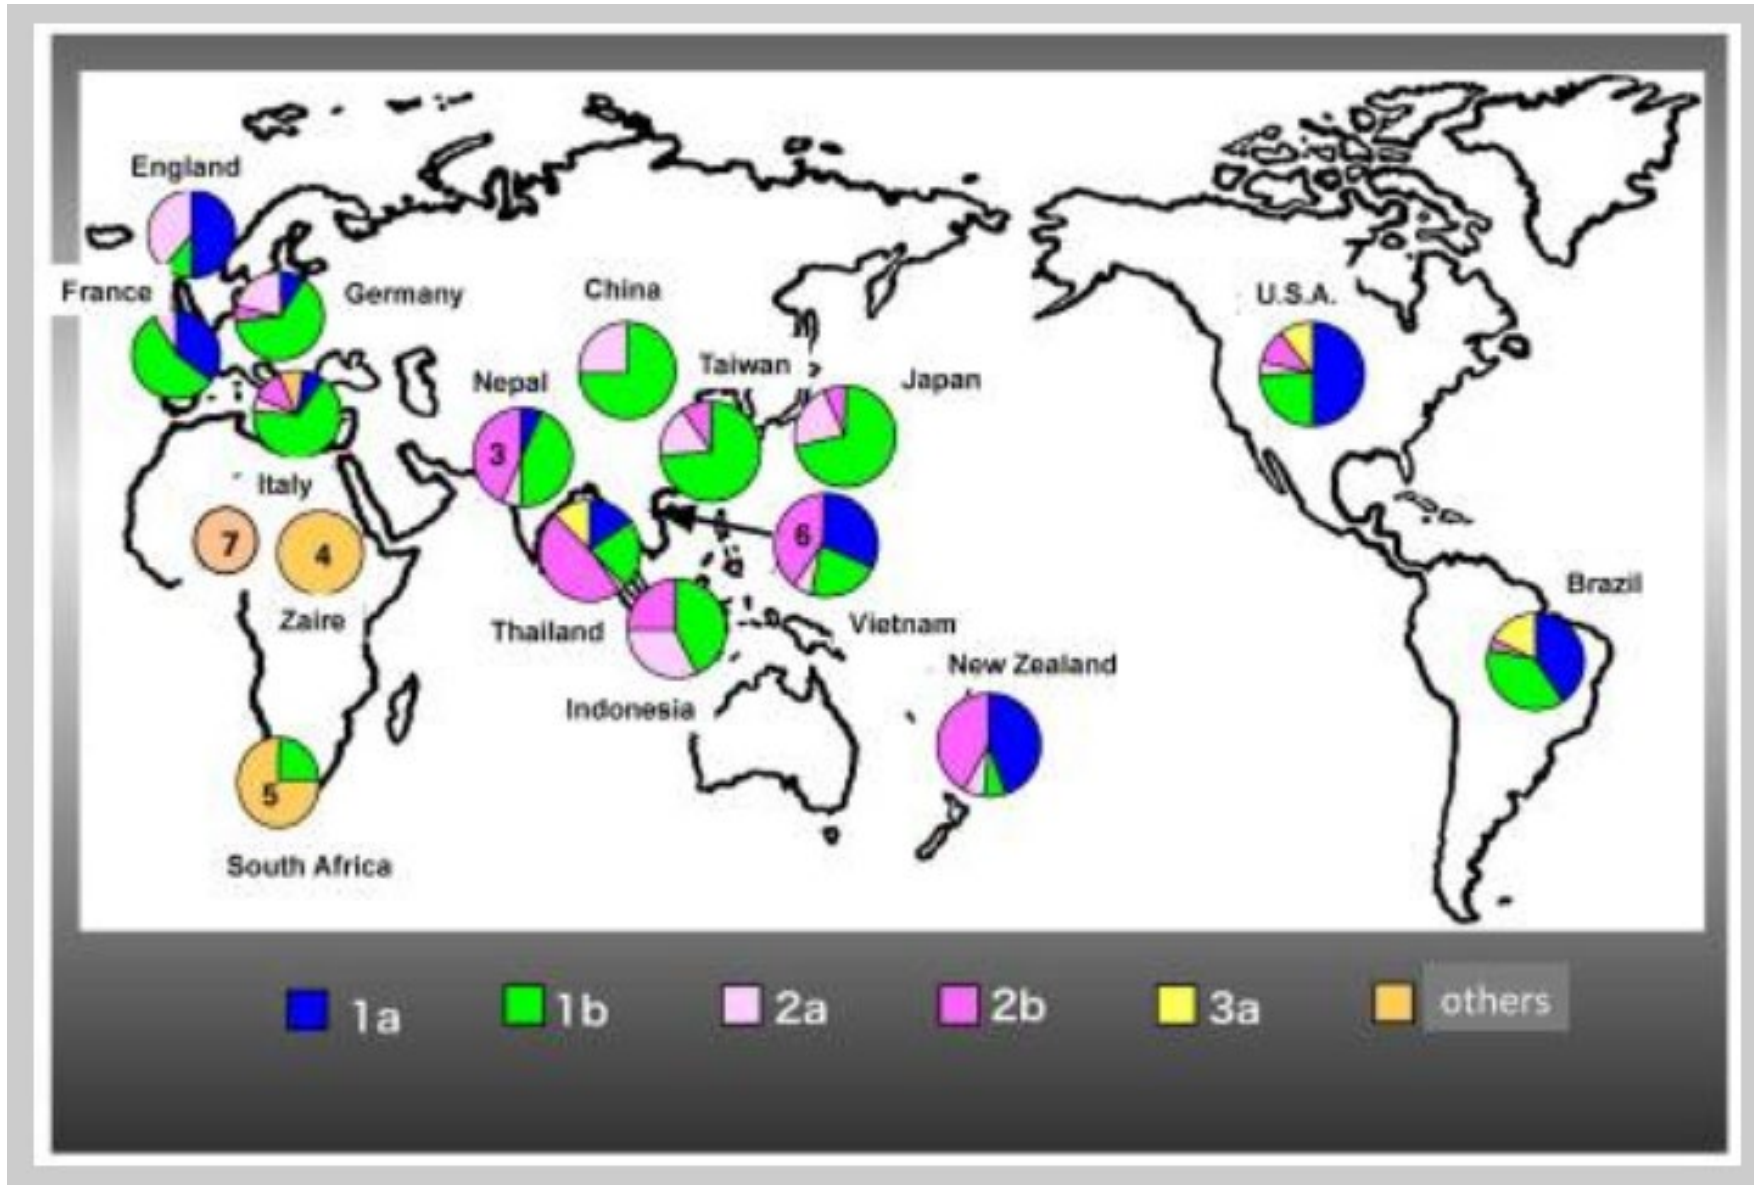 England
France
Germany
China
U.S.A.
Nepal
Taiwan
Japan
3
Italy
7
4
6
Zaire
Thailand
Vietnam
Brazil
New Zealand
Indonesia
5
South Africa
1a
1b
2a
2b
3a
others